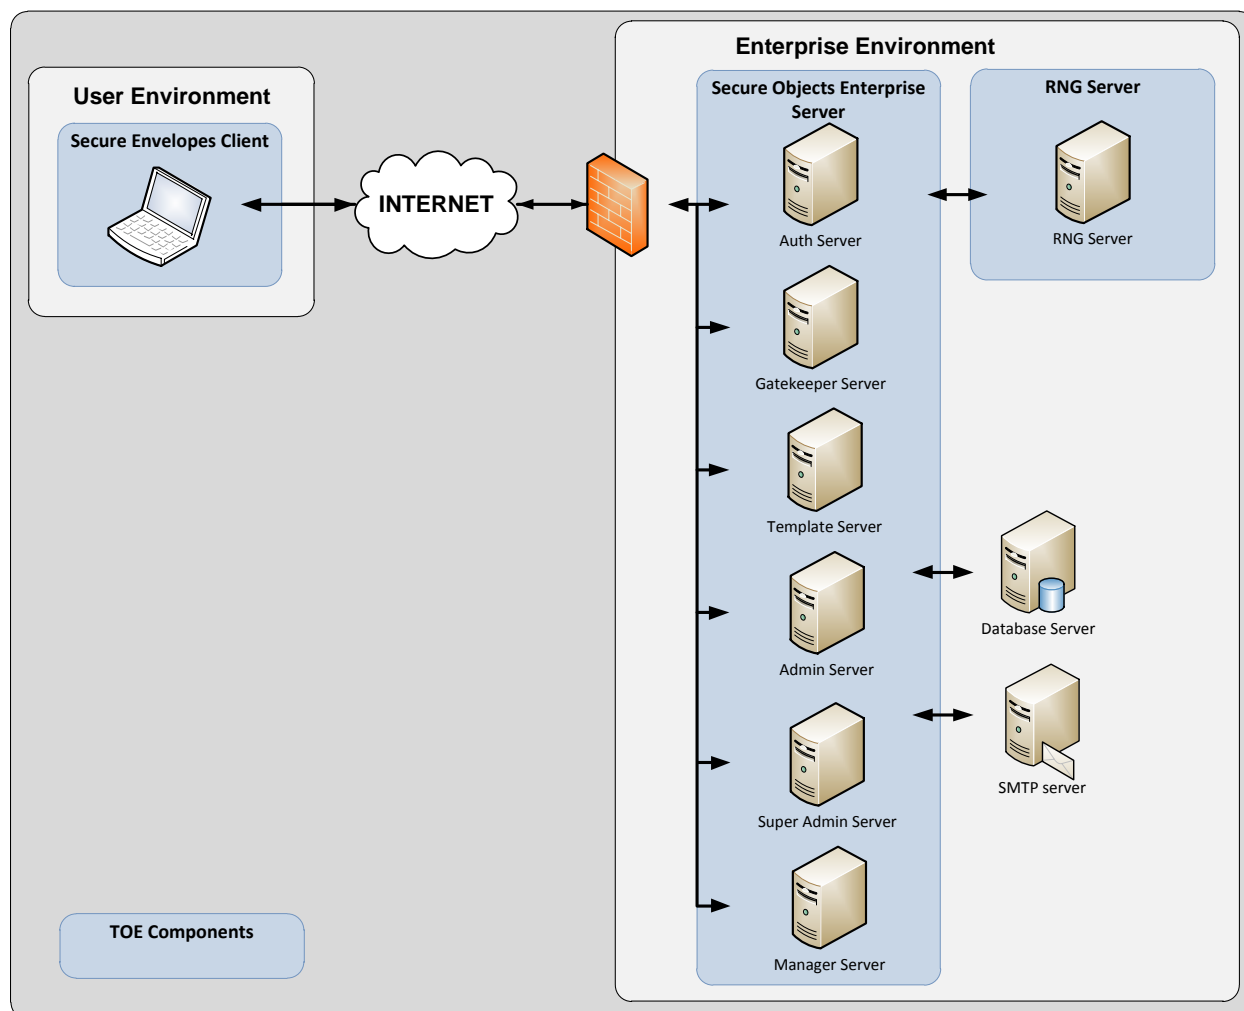 Enterprise Environment
User Environment
Secure Envelopes Client
INTERNET
Secure Objects Enterprise
Server
RNG Server
Auth Server
RNG Server
Gatekeeper Server
Template Server
Database Server
Admin Server
SMTP server
Super Admin Server
Manager Server
TOE Components